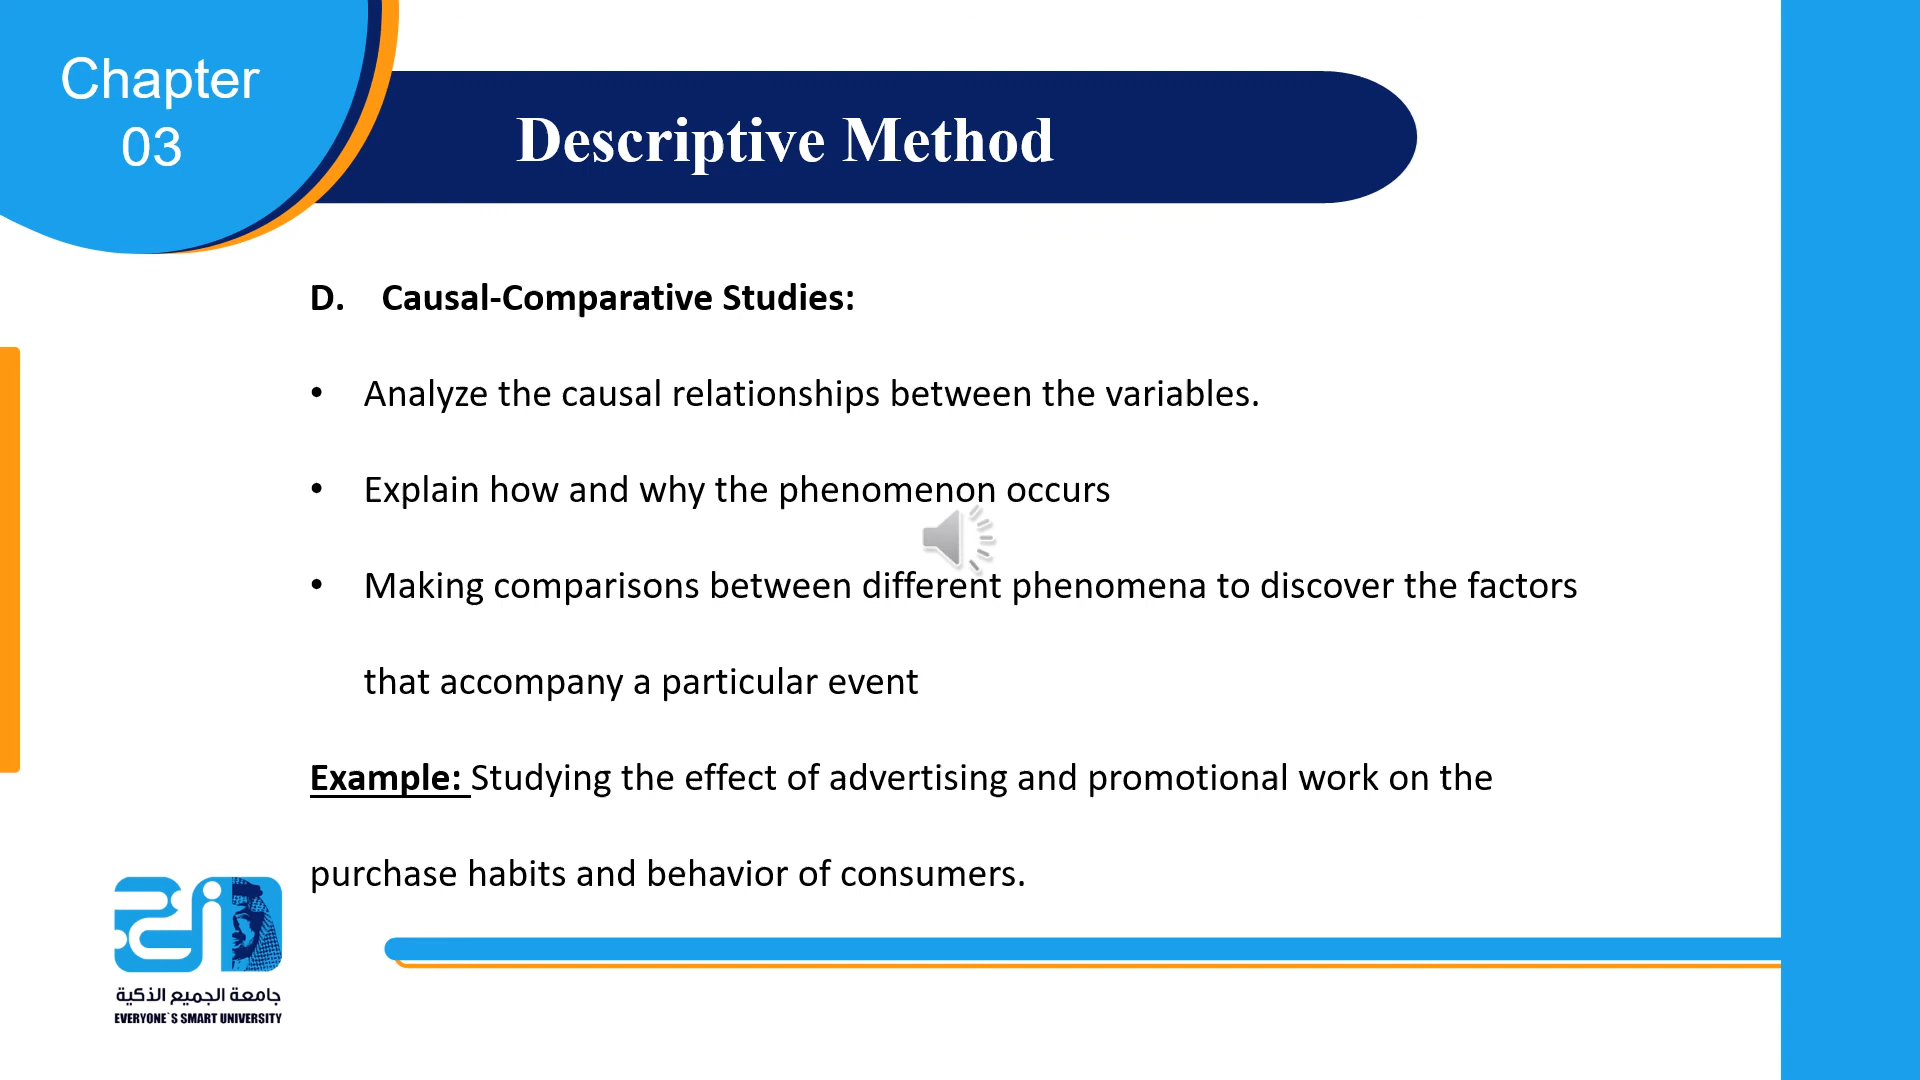 Chapter
03
Descriptive Method
D. Causal-Comparative Studies:
• Analyze the causal relationships between the variables.
• Explain how and why the phenomenon occurs
• Making comparisons between different phenomena to discover the factors
that accompany a particular event
Example: Studying the effect of advertising and promotional work on the
purchase habits and behavior of consumers.
جامعة الجميع الذكية
EVERYONE`S SMART UNIVERSITY